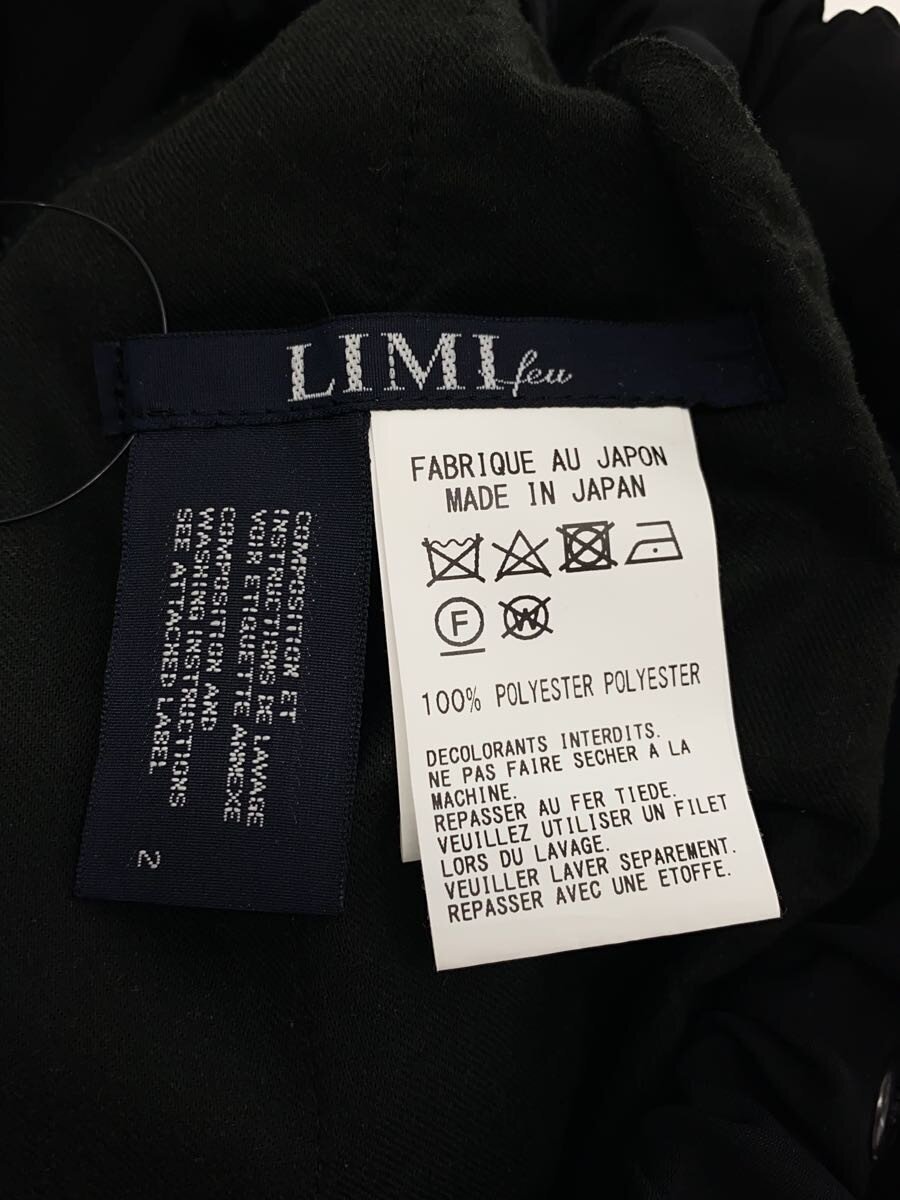 LIMI feu
COMPOSITION ET
INSTRUCTIONS DE LAVAGE
VOIR ETIQUETTE ANNEXE
COMPOSITION AND
WASHING INSTRUCTIONS
SEE ATTACHED LABEL
2
FABRIQUE AU JAPON
MADE IN JAPAN
F W
100% POLYESTER POLYESTER
DECOLORANTS INTERDITS.
NE PAS FAIRE SECHER A LA
MACHINE.
REPASSER AU FER TIEDE.
VEUILLEZ UTILISER UN FILET
LORS DU LAVAGE.
VEUILLER LAVER SEPAREMENT.
REPASSER AVEC UNE ETOFFE.